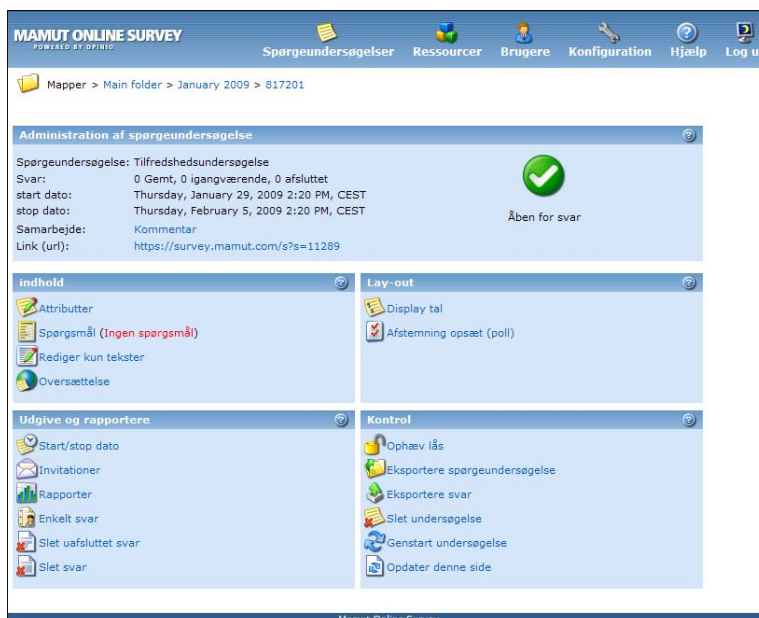 MAMUT ONLINE SURVEY
POWERED BY OPINIO
Spørgeundersøgelser Ressourcer Brugere Konfiguration Hjælp Log u
Mapper > Main folder > January 2009 > 817201
Administration af spørgeundersøgelse
Spørgeundersøgelse: Tilfredshedsundersøgelse
Svar: 0 Gemt, 0 igangværende, 0 afsluttet
start dato: Thursday, January 29, 2009 2:20 PM, CEST
stop dato: Thursday, February 5, 2009 2:20 PM, CEST
Samarbejde: Kommentar
Link (url): https://survey.mamut.com/s?s=11289
Åben for svar
indhold
Attributter
Spørgsmål (Ingen spørgsmål)
Rediger kun tekster
Oversættelse
Lay-out
Display tal
Afstemning opsæt (poll)
Udgive og rapportere
Start/stop dato
Invitationer
Rapporter
Enkelt svar
Slet uafsluttet svar
Slet svar
Kontrol
Ophæv lås
Eksportere spørgeundersøgelse
Eksportere svar
Slet undersøgelse
Genstart undersøgelse
Opdater denne side
Mamut Online Survey